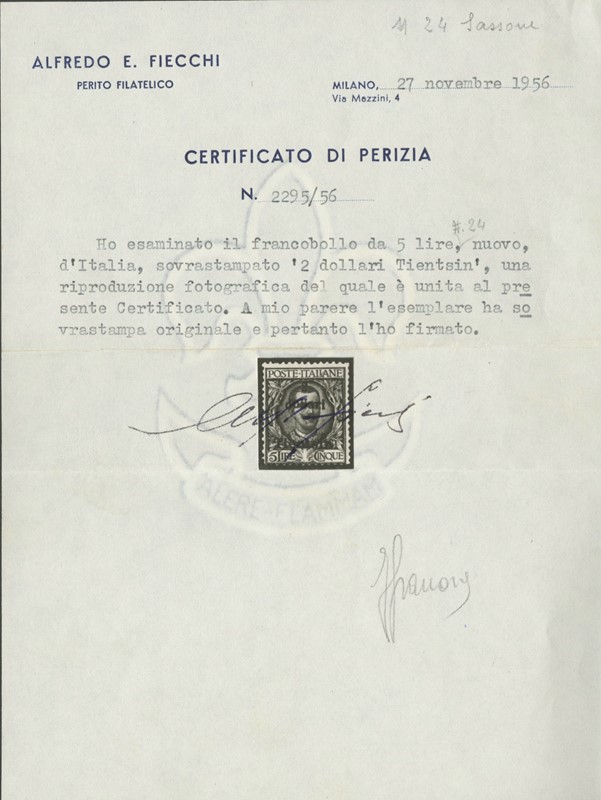 N 24 Sassone
ALFREDO E. FIECCHI
PERITO FILATELICO
MILANO, 27 novembre 1956
Via Mazzini, 4
CERTIFICATO DI PERIZIA
N. 2295/56
#.24
Ho esaminato il francobollo da 5 lire, nuovo,
d'Italia, sovrastampato '2 dollari Tientsin', una
riproduzione fotografica del quale è unita al pre
sente Certificato. A mio parere l'esemplare ha so
vrastampa originale e pertanto l'ho firmato.
POSTE·ITALIANE
2 dollari
Tientsin
5 LIRE CINQUE
ALERE-FLAMMAM